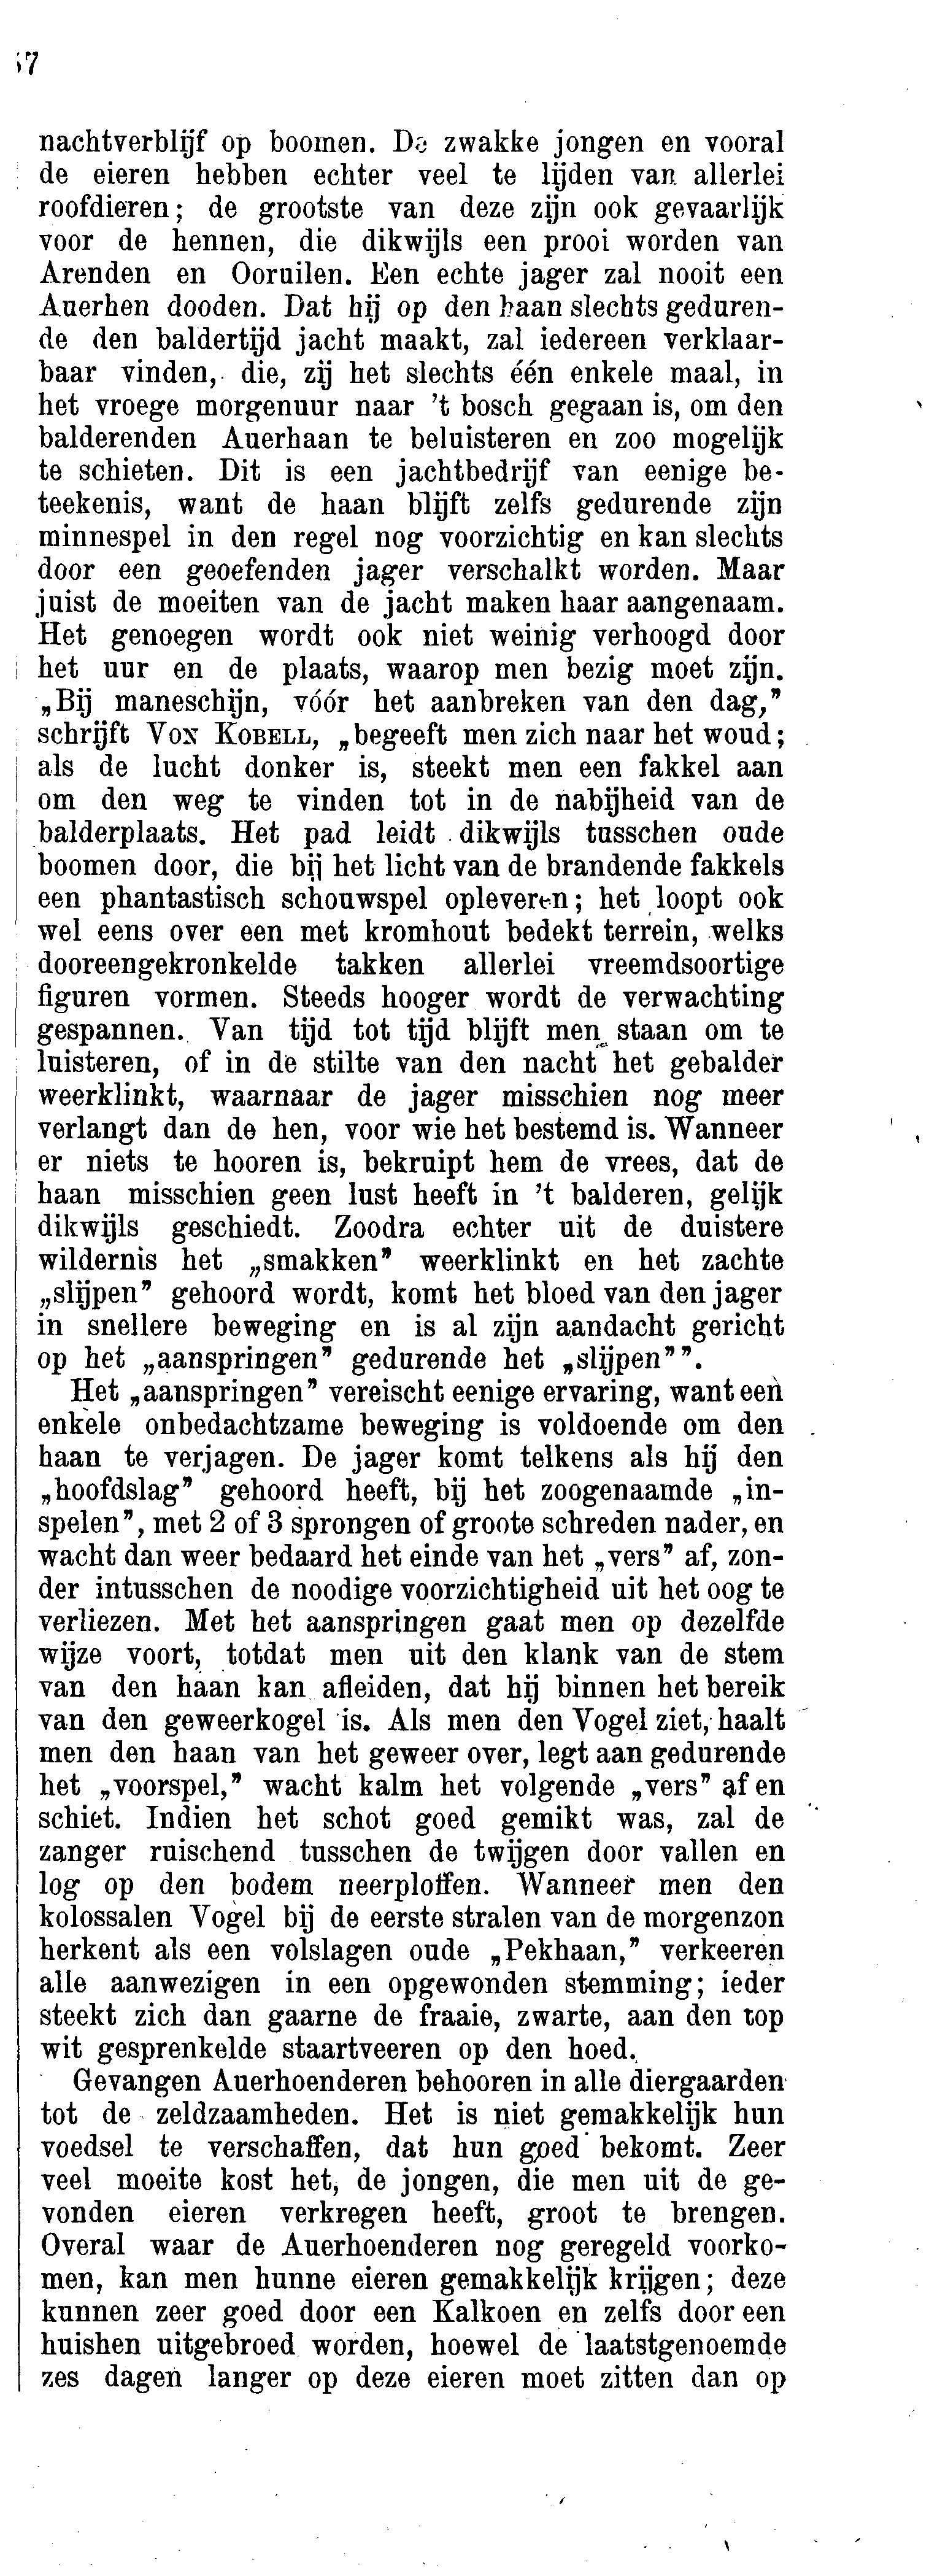 57
nachtverblijf op boomen. De zwakke jongen en vooral
de eieren hebben echter veel te lijden van allerlei
roofdieren; de grootste van deze zijn ook gevaarlijk
voor de hennen, die dikwijls een prooi worden van
Arenden en Ooruilen. Een echte jager zal nooit een
Auerhen dooden. Dat hij op den haan slechts geduren-
de den baldertijd jacht maakt, zal iedereen verklaar-
baar vinden, die, zij het slechts één enkele maal, in
het vroege morgenuur naar 't bosch gegaan is, om den
balderenden Auerhaan te beluisteren en zoo mogelijk
te schieten. Dit is een jachtbedrijf van eenige be-
teekenis, want de haan blijft zelfs gedurende zijn
minnespel in den regel nog voorzichtig en kan slechts
door een geoefenden jager verschalkt worden. Maar
juist de moeiten van de jacht maken haar aangenaam.
Het genoegen wordt ook niet weinig verhoogd door
het uur en de plaats, waarop men bezig moet zijn.
„Bij maneschijn, vóór het aanbreken van den dag,”
schrijft Von Kobell, „begeeft men zich naar het woud;
als de lucht donker is, steekt men een fakkel aan
om den weg te vinden tot in de nabijheid van de
balderplaats. Het pad leidt dikwijls tusschen oude
boomen door, die bij het licht van de brandende fakkels
een phantastisch schouwspel opleveren; het loopt ook
wel eens over een met kromhout bedekt terrein, welks
dooreengekronkelde takken allerlei vreemdsoortige
figuren vormen. Steeds hooger wordt de verwachting
gespannen. Van tijd tot tijd blijft men staan om te
luisteren, of in de stilte van den nacht het gebalder
weerklinkt, waarnaar de jager misschien nog meer
verlangt dan de hen, voor wie het bestemd is. Wanneer
er niets te hooren is, bekruipt hem de vrees, dat de
haan misschien geen lust heeft in 't balderen, gelijk
dikwijls geschiedt. Zoodra echter uit de duistere
wildernis het „smakken” weerklinkt en het zachte
„slijpen” gehoord wordt, komt het bloed van den jager
in snellere beweging en is al zijn aandacht gericht
op het „aanspringen” gedurende het „slijpen””.
Het „aanspringen” vereischt eenige ervaring, want een
enkele onbedachtzame beweging is voldoende om den
haan te verjagen. De jager komt telkens als hij den
„hoofdslag” gehoord heeft, bij het zoogenaamde „in-
spelen”, met 2 of 3 sprongen of groote schreden nader, en
wacht dan weer bedaard het einde van het „vers” af, zon-
der intusschen de noodige voorzichtigheid uit het oog te
verliezen. Met het aanspringen gaat men op dezelfde
wijze voort, totdat men uit den klank van de stem
van den haan kan afleiden, dat hij binnen het bereik
van den geweerkogel is. Als men den Vogel ziet, haalt
men den haan van het geweer over, legt aan gedurende
het „voorspel,” wacht kalm het volgende „vers” af en
schiet. Indien het schot goed gemikt was, zal de
zanger ruischend tusschen de twijgen door vallen en
log op den bodem neerploffen. Wanneer men den
kolossalen Vogel bij de eerste stralen van de morgenzon
herkent als een volslagen oude „Pekhaan,” verkeeren
alle aanwezigen in een opgewonden stemming; ieder
steekt zich dan gaarne de fraaie, zwarte, aan den top
wit gesprenkelde staartveeren op den hoed.
Gevangen Auerhoenderen behooren in alle diergaarden
tot de zeldzaamheden. Het is niet gemakkelijk hun
voedsel te verschaffen, dat hun goed bekomt. Zeer
veel moeite kost het, de jongen, die men uit de ge-
vonden eieren verkregen heeft, groot te brengen.
Overal waar de Auerhoenderen nog geregeld voorko-
men, kan men hunne eieren gemakkelijk krijgen; deze
kunnen zeer goed door een Kalkoen en zelfs door een
huishen uitgebroed worden, hoewel de laatstgenoemde
zes dagen langer op deze eieren moet zitten dan op